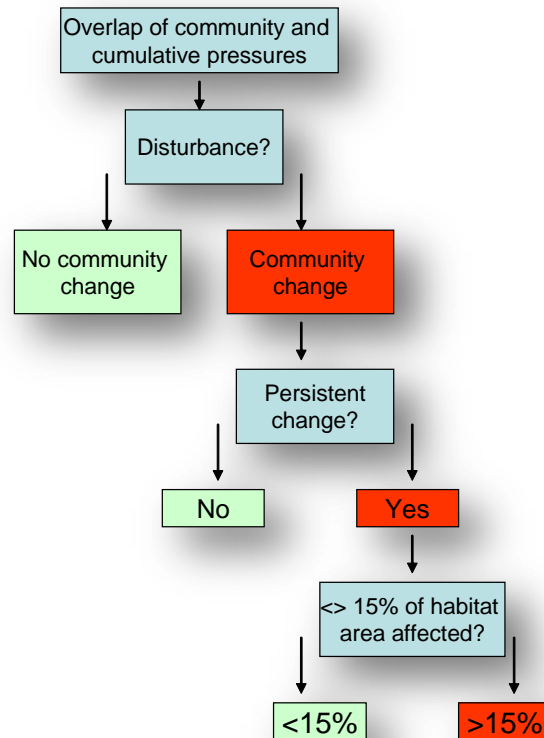 Overlap of community and
cumulative pressures
Disturbance?
No community
change
Community
change
Persistent
change?
No
Yes
<> 15% of habitat
area affected?
<15%
>15%